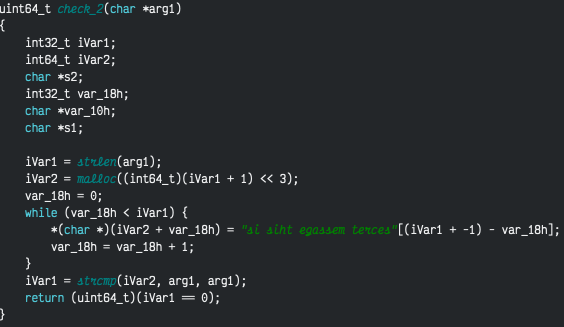 uint64_t check_2(char *arg1)
{
int32_t iVar1;
int64_t iVar2;
char *s2;
int32_t var_18h;
char *var_10h;
char *s1;
iVar1 = strlen(arg1);
iVar2 = malloc((int64_t)(iVar1 + 1) << 3);
var_18h = 0;
while (var_18h < iVar1) {
*(char *)(iVar2 + var_18h) = "si siht egassem terces"[(iVar1 + -1) - var_18h];
var_18h = var_18h + 1;
}
iVar1 = strcmp(iVar2, arg1, arg1);
return (uint64_t)(iVar1 == 0);
}